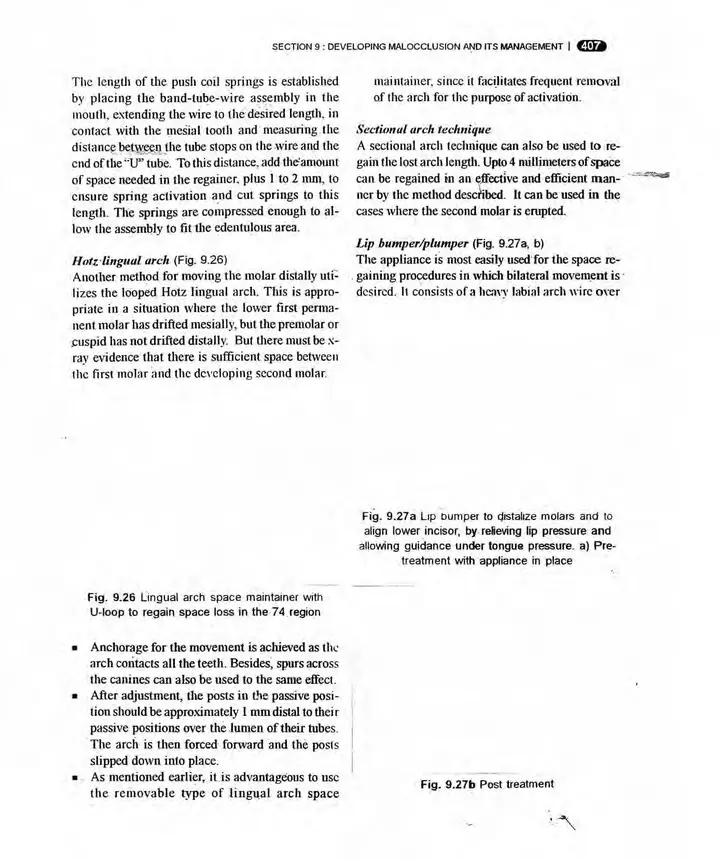 SECTION 9 : DEVELOPING MALOCCLUSION AND ITS MANAGEMENT | 407
The length of the push coil springs is established
by placing the band-tube-wire assembly in the
mouth, extending the wire to the desired length, in
contact with the mesial tooth and measuring the
distance between the tube stops on the wire and the
end of the "U" tube. To this distance, add the amount
of space needed in the regainer, plus 1 to 2 mm, to
ensure spring activation and cut springs to this
length. The springs are compressed enough to al-
low the assembly to fit the edentulous area.
Hotz lingual arch (Fig. 9.26)
Another method for moving the molar distally uti-
lizes the looped Hotz lingual arch. This is appro-
priate in a situation where the lower first perma-
nent molar has drifted mesially, but the premolar or
cuspid has not drifted distally. But there must be x-
ray evidence that there is sufficient space between
the first molar and the developing second molar.
Fig. 9.26 Lingual arch space maintainer with
U-loop to regain space loss in the 74 region
▪ Anchorage for the movement is achieved as the
arch contacts all the teeth. Besides, spurs across
the canines can also be used to the same effect.
▪ After adjustment, the posts in the passive posi-
tion should be approximately 1 mm distal to their
passive positions over the lumen of their tubes.
The arch is then forced forward and the posts
slipped down into place.
▪ As mentioned earlier, it is advantageous to use
the removable type of lingual arch space
maintainer, since it facilitates frequent removal
of the arch for the purpose of activation.
Sectional arch technique
A sectional arch technique can also be used to re-
gain the lost arch length. Upto 4 millimeters of space
can be regained in an effective and efficient man-
ner by the method described. It can be used in the
cases where the second molar is erupted.
Lip bumper/plumper (Fig. 9.27a, b)
The appliance is most easily used for the space re-
gaining procedures in which bilateral movement is
desired. It consists of a heavy labial arch wire over
Fig. 9.27a Lip bumper to distalize molars and to
align lower incisor, by relieving lip pressure and
allowing guidance under tongue pressure. a) Pre-
treatment with appliance in place
Fig. 9.27b Post treatment